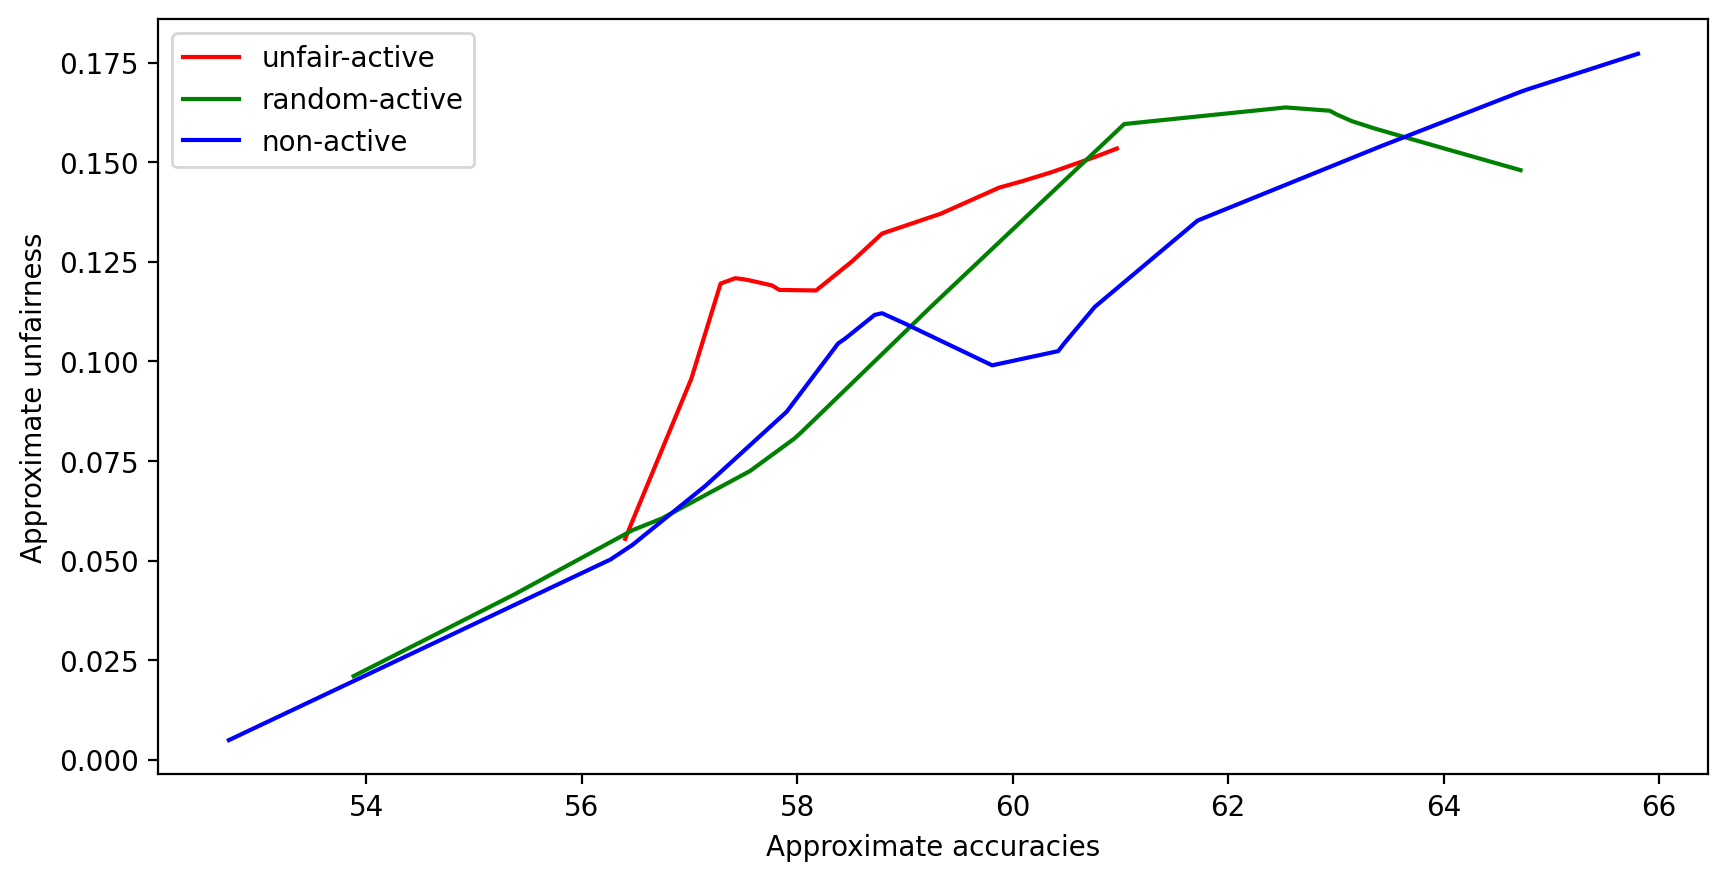 unfair-active
random-active
non-active
0.175
0.150
0.125
0.100
0.075
0.050
0.025
0.000
Approximate unfairness
54 56 58 60 62 64 66
Approximate accuracies